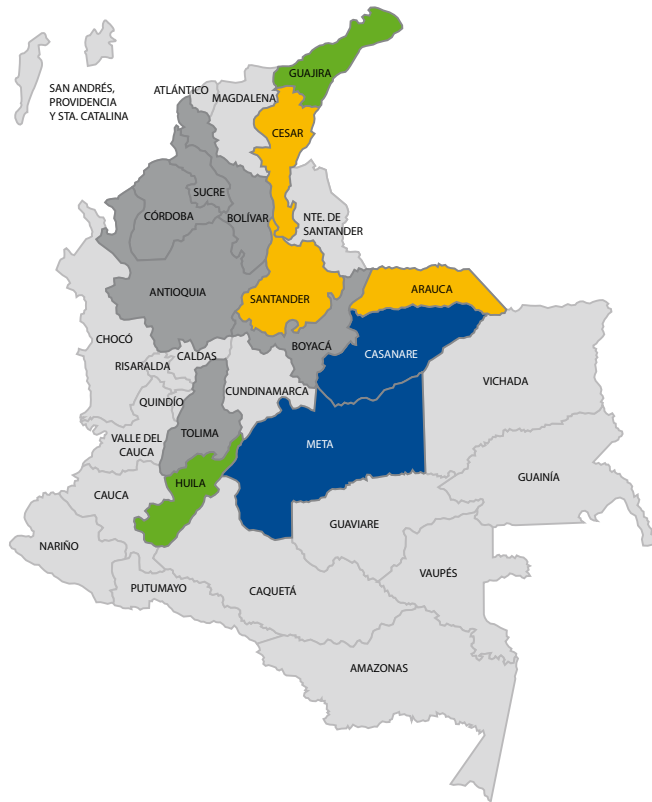 GUAJIRA
SAN ANDRÉS,
PROVIDENCIA
Y STA. CATALINA
ATLÁNTICO
MAGDALENA
CESAR
SUCRE
CÓRDOBA
BOLÍVAR
NTE. DE
SANTANDER
ANTIOQUIA
SANTANDER
ARAUCA
CHOCÓ
BOYACÁ
CASANARE
CALDAS
RISARALDA
VICHADA
CUNDINAMARCA
QUINDÍO
TOLIMA
META
VALLE DEL
CAUCA
GUAINÍA
HUILA
CAUCA
GUAVIARE
NARIÑO
VAUPÉS
PUTUMAYO
CAQUETÁ
AMAZONAS